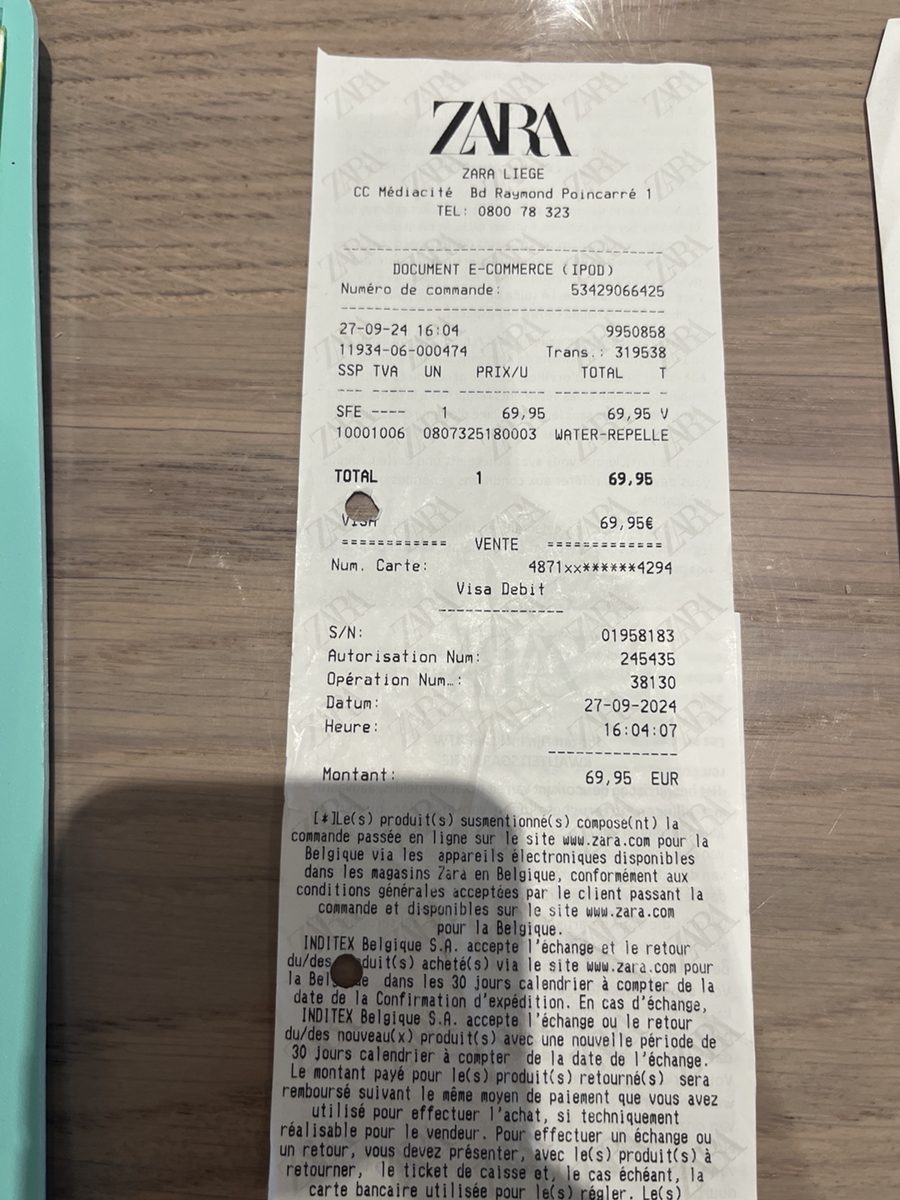 ZARA
ZARA LIEGE
CC Médiacité Bd Raymond Poincarré 1
TEL: 0800 78 323
DOCUMENT E-COMMERCE (IPOD)
Numéro de commande: 53429066425
27-09-24 16:04 9950858
11934-06-000474 Trans.: 319538
SSP TVA UN PRIX/U TOTAL T
SFE ---- 1 69,95 69,95 V
10001006 0807325180003 WATER-REPELLE
TOTAL 1 69,95
VISA 69,95€
============ VENTE =============
Num. Carte: 4871xx******4294
Visa Debit
S/N: 01958183
Autorisation Num: 245435
Opération Num..: 38130
Datum: 27-09-2024
Heure: 16:04:07
Montant: 69,95 EUR
[*]Le(s) produit(s) susmentionné(s) compose(nt) la
commande passée en ligne sur le site www.zara.com pour la
Belgique via les appareils électroniques disponibles
dans les magasins Zara en Belgique, conformément aux
conditions générales acceptées par le client passant la
commande et disponibles sur le site www.zara.com
pour la Belgique.
INDITEX Belgique S.A. accepte l'échange et le retour
du/des produit(s) acheté(s) via le site www.zara.com pour
la Belgique dans les 30 jours calendrier à compter de la
date de la Confirmation d'expédition. En cas d'échange,
INDITEX Belgique S.A. accepte l'échange ou le retour
du/des nouveau(x) produit(s) avec une nouvelle période de
30 jours calendrier à compter de la date de l'échange.
Le montant payé pour le(s) produit(s) retourné(s) sera
remboursé suivant le même moyen de paiement que vous avez
utilisé pour effectuer l'achat, si techniquement
réalisable pour le vendeur. Pour effectuer un échange ou
un retour, vous devez présenter, avec le(s) produit(s) à
retourner, le ticket de caisse et, le cas échéant, la
carte bancaire utilisée pour le(s) régler. Le(s)